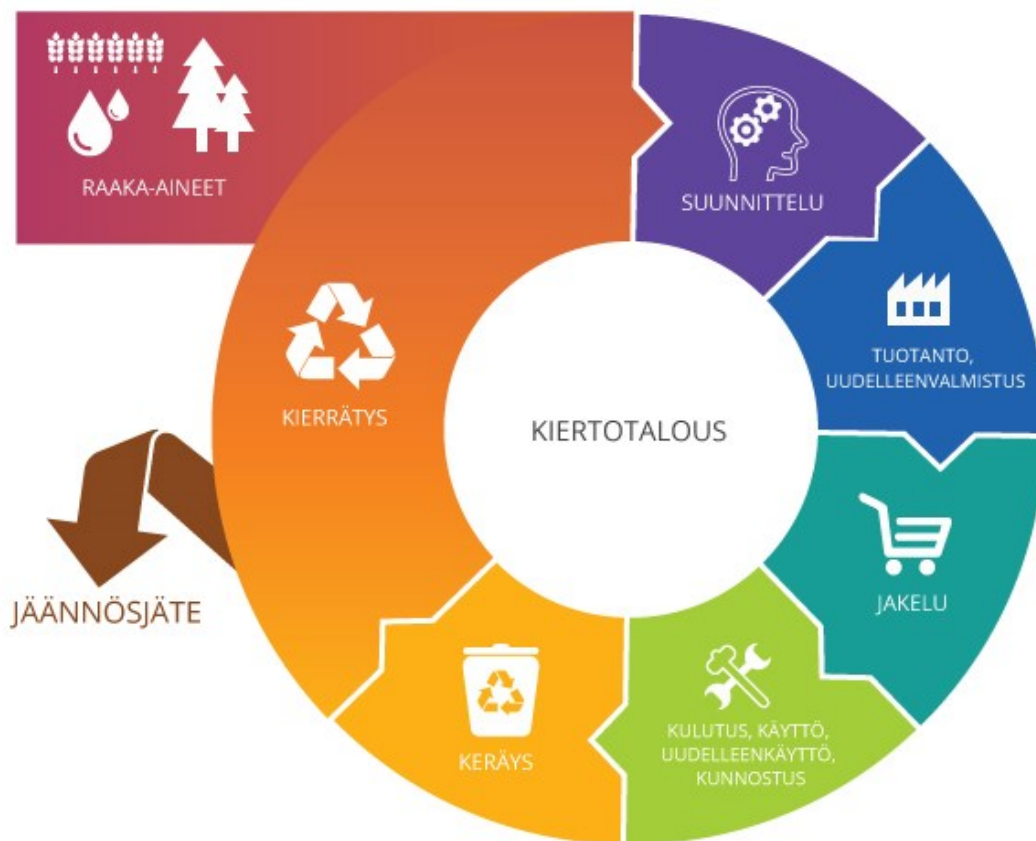 RAAKA-AINEET
SUUNNITTELU
TUOTANTO,
UUDELLEENVALMISTUS
KIERRÄTYS
KIERTOTALOUS
JAKELU
JÄÄNNÖSJÄTE
KERÄYS
KULUTUS, KÄYTTÖ,
UUDELLEENKÄYTTÖ,
KUNNOSTUS